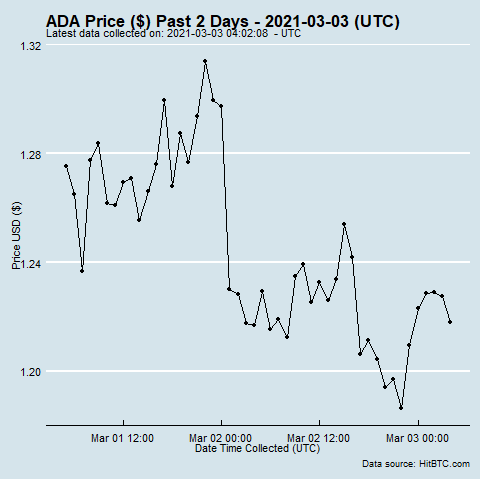 ADA Price ($) Past 2 Days - 2021-03-03 (UTC)
Latest data collected on: 2021-03-03 04:02:08  - UTC
1.32
1.28
1.24
1.20
Price USD ($)
Mar 01 12:00
Mar 02 00:00
Mar 02 12:00
Mar 03 00:00
Date Time Collected (UTC)
Data source: HitBTC.com